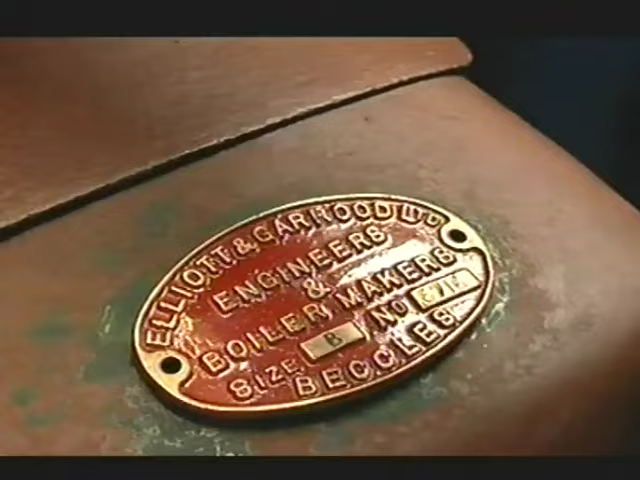 ELLIOTT & GARROOD LTD
ENGINEERS
&
BOILER MAKERS
SIZE B NO
BECCLES